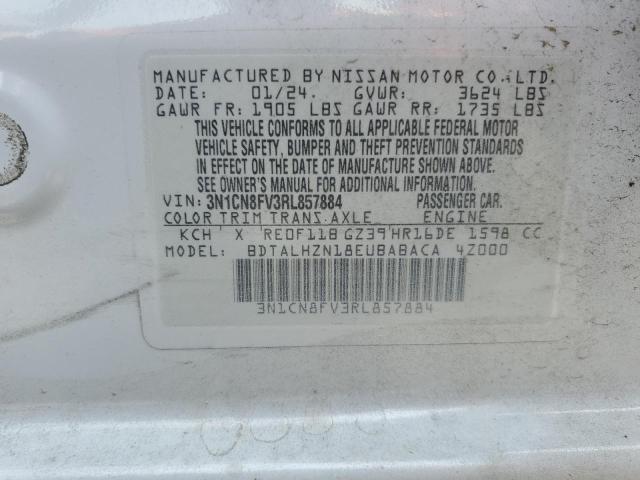 MANUFACTURED BY NISSAN MOTOR CO., LTD.
DATE: 01/24. GVWR: 3624 LBS
GAWR FR: 1905 LBS GAWR RR: 1735 LBS
THIS VEHICLE CONFORMS TO ALL APPLICABLE FEDERAL MOTOR
VEHICLE SAFETY, BUMPER AND THEFT PREVENTION STANDARDS
IN EFFECT ON THE DATE OF MANUFACTURE SHOWN ABOVE.
SEE OWNER'S MANUAL FOR ADDITIONAL INFORMATION.
VIN: 3N1CN8FV3RL857884 PASSENGER CAR.
COLOR TRIM TRANS. AXLE ENGINE
KCH X RE0F11B GZ39 HR16DE 1598 CC
MODEL: BDTALHZN18EUBABACA 4Z000
3N1CN8FV3RL857884